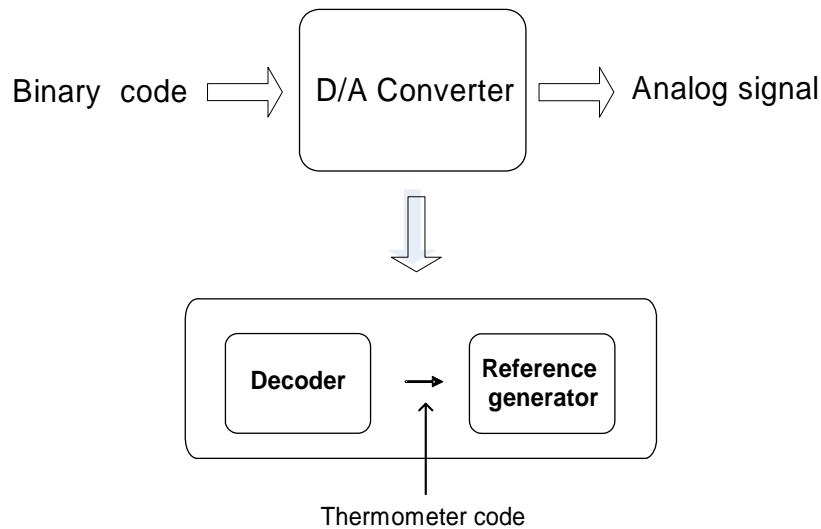 Binary code
D/A Converter
Analog signal
Decoder
Reference
generator
Thermometer code